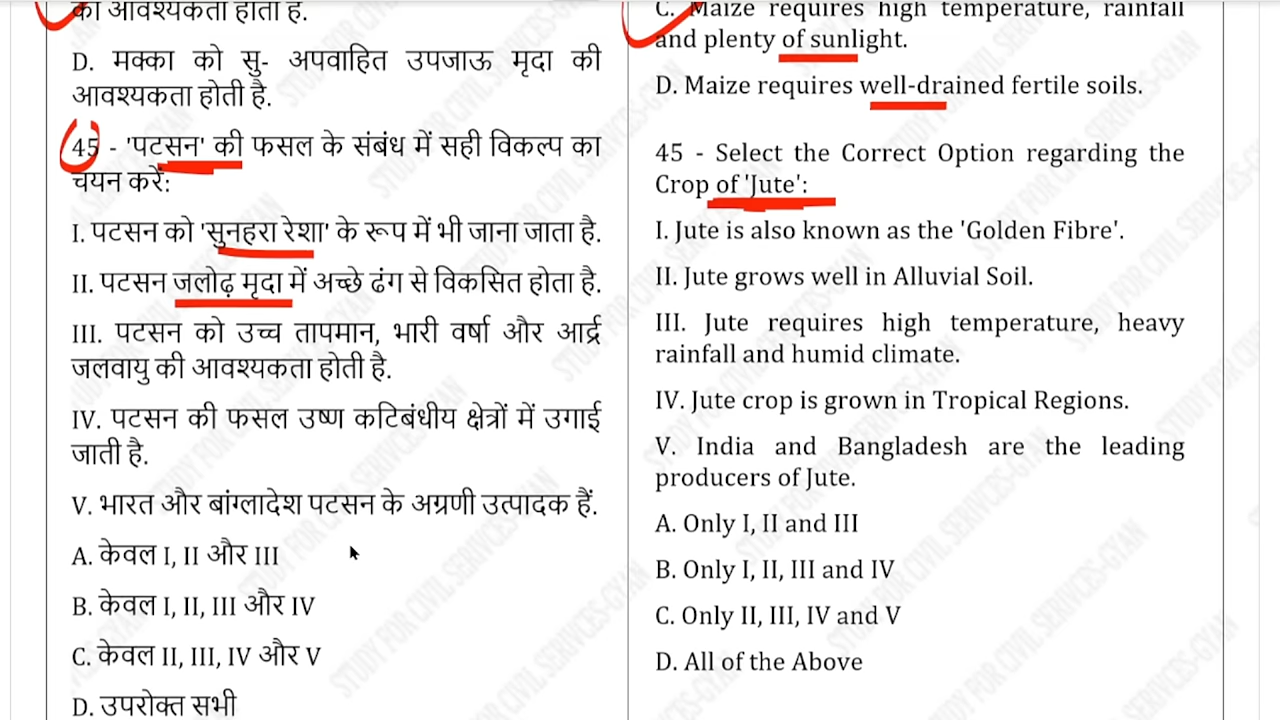 की आवश्यकता होती है.
D. मक्का को सु- अपवाहित उपजाऊ मृदा की
आवश्यकता होती है.
45 - 'पटसन' की फसल के संबंध में सही विकल्प का
चयन करें:
I. पटसन को 'सुनहरा रेशा' के रूप में भी जाना जाता है.
II. पटसन जलोढ़ मृदा में अच्छे ढंग से विकसित होता है.
III. पटसन को उच्च तापमान, भारी वर्षा और आर्द्र
जलवायु की आवश्यकता होती है.
IV. पटसन की फसल उष्ण कटिबंधीय क्षेत्रों में उगाई
जाती है.
V. भारत और बांग्लादेश पटसन के अग्रणी उत्पादक हैं.
A. केवल I, II और III
B. केवल I, II, III और IV
C. केवल II, III, IV और V
D. उपरोक्त सभी
C. Maize requires high temperature, rainfall
and plenty of sunlight.
D. Maize requires well-drained fertile soils.
45 - Select the Correct Option regarding the
Crop of 'Jute':
I. Jute is also known as the 'Golden Fibre'.
II. Jute grows well in Alluvial Soil.
III. Jute requires high temperature, heavy
rainfall and humid climate.
IV. Jute crop is grown in Tropical Regions.
V. India and Bangladesh are the leading
producers of Jute.
A. Only I, II and III
B. Only I, II, III and IV
C. Only II, III, IV and V
D. All of the Above
STUDY FOR CIVIL SERIVCES-GYAN